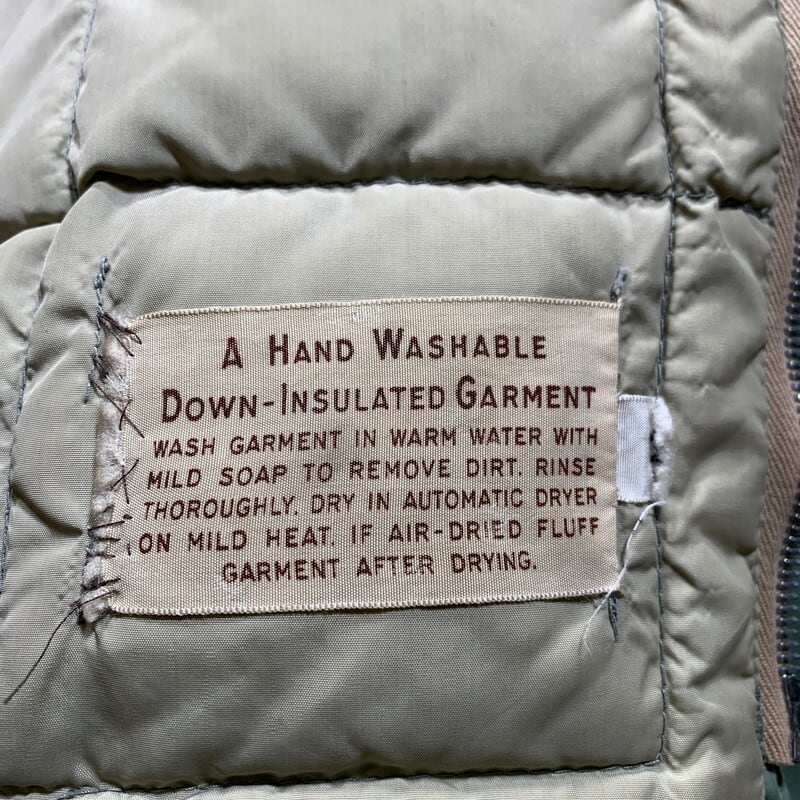 A HAND WASHABLE
DOWN-INSULATED GARMENT
WASH GARMENT IN WARM WATER WITH
MILD SOAP TO REMOVE DIRT. RINSE
THOROUGHLY. DRY IN AUTOMATIC DRYER
ON MILD HEAT. IF AIR-DRIED FLUFF
GARMENT AFTER DRYING.